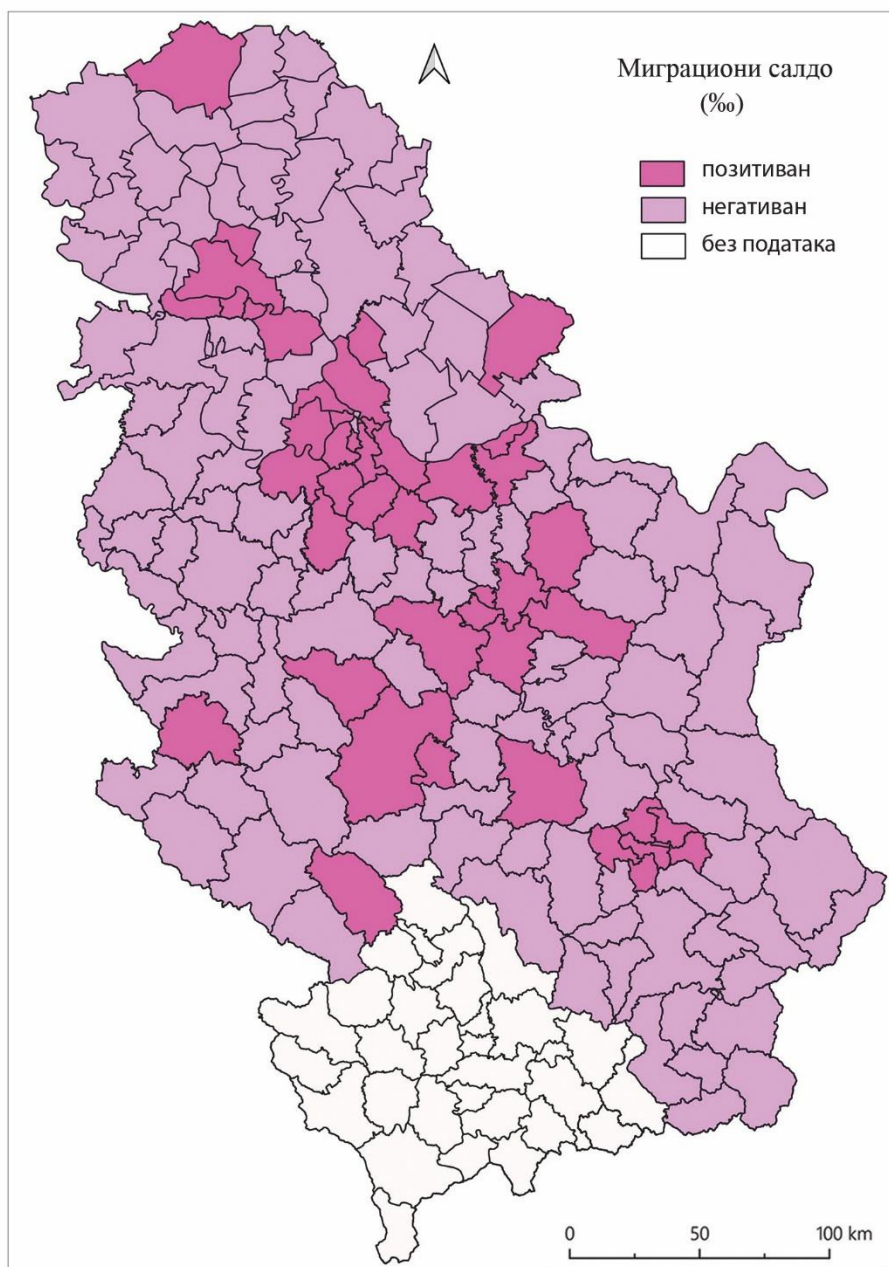 Миграциони салдо
(‰)
позитиван
негативан
без података
0 50 100 km